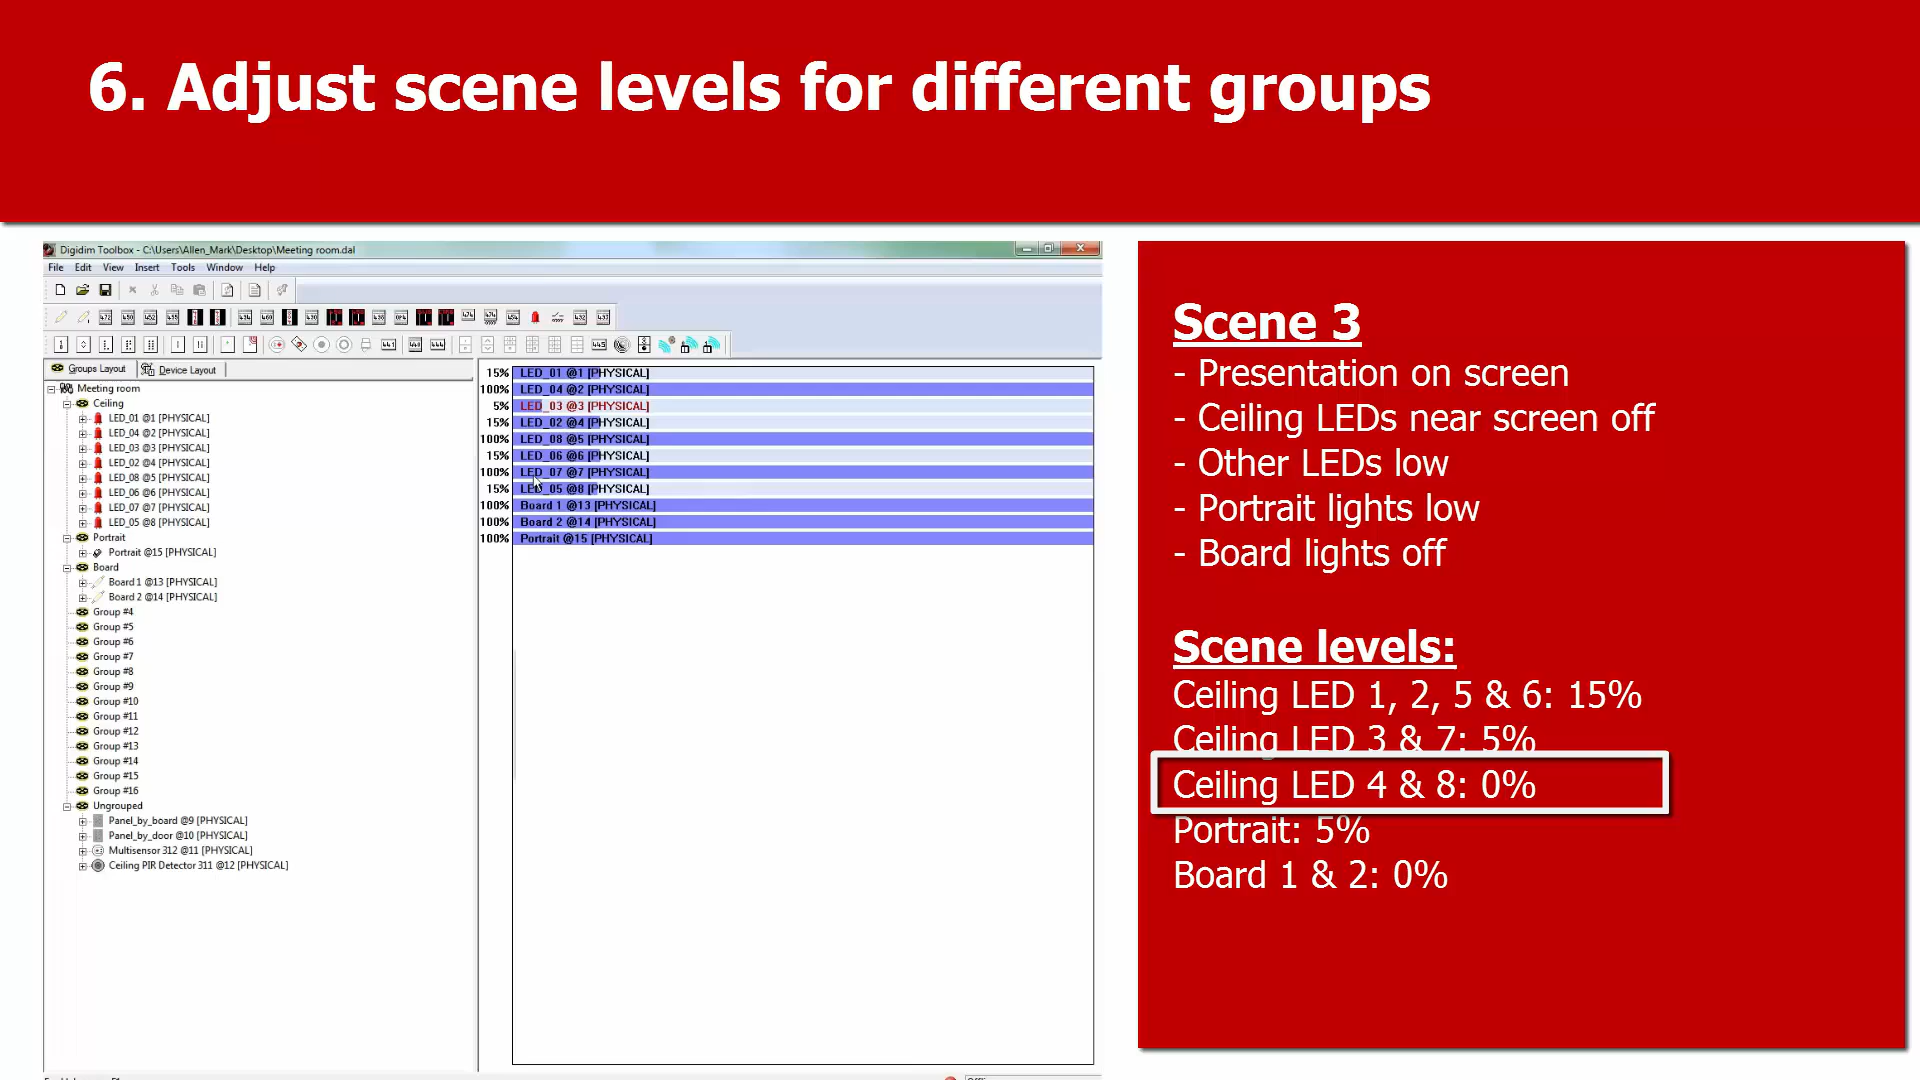 6. Adjust scene levels for different groups
Digidim Toolbox - C:\Users\Allen_Mark\Desktop\Meeting room.dal
File Edit View Insert Tools Window Help
Groups Layout
Device Layout
Meeting room
Ceiling
LED_01 @1 [PHYSICAL]
LED_04 @2 [PHYSICAL]
LED_03 @3 [PHYSICAL]
LED_02 @4 [PHYSICAL]
LED_08 @5 [PHYSICAL]
LED_06 @6 [PHYSICAL]
LED_07 @7 [PHYSICAL]
LED_05 @8 [PHYSICAL]
Portrait
Portrait @15 [PHYSICAL]
Board
Board 1 @13 [PHYSICAL]
Board 2 @14 [PHYSICAL]
Group #4
Group #5
Group #6
Group #7
Group #8
Group #9
Group #10
Group #11
Group #12
Group #13
Group #14
Group #15
Group #16
Ungrouped
Panel_by_board @9 [PHYSICAL]
Panel_by_door @10 [PHYSICAL]
Multisensor 312 @11 [PHYSICAL]
Ceiling PIR Detector 311 @12 [PHYSICAL]
15% LED_01 @1 [PHYSICAL]
100% LED_04 @2 [PHYSICAL]
5% LED_03 @3 [PHYSICAL]
15% LED_02 @4 [PHYSICAL]
100% LED_08 @5 [PHYSICAL]
15% LED_06 @6 [PHYSICAL]
100% LED_07 @7 [PHYSICAL]
15% LED_05 @8 [PHYSICAL]
100% Board 1 @13 [PHYSICAL]
100% Board 2 @14 [PHYSICAL]
100% Portrait @15 [PHYSICAL]
Scene 3
- Presentation on screen
- Ceiling LEDs near screen off
- Other LEDs low
- Portrait lights low
- Board lights off
Scene levels:
Ceiling LED 1, 2, 5 & 6: 15%
Ceiling LED 3 & 7: 5%
Ceiling LED 4 & 8: 0%
Portrait: 5%
Board 1 & 2: 0%